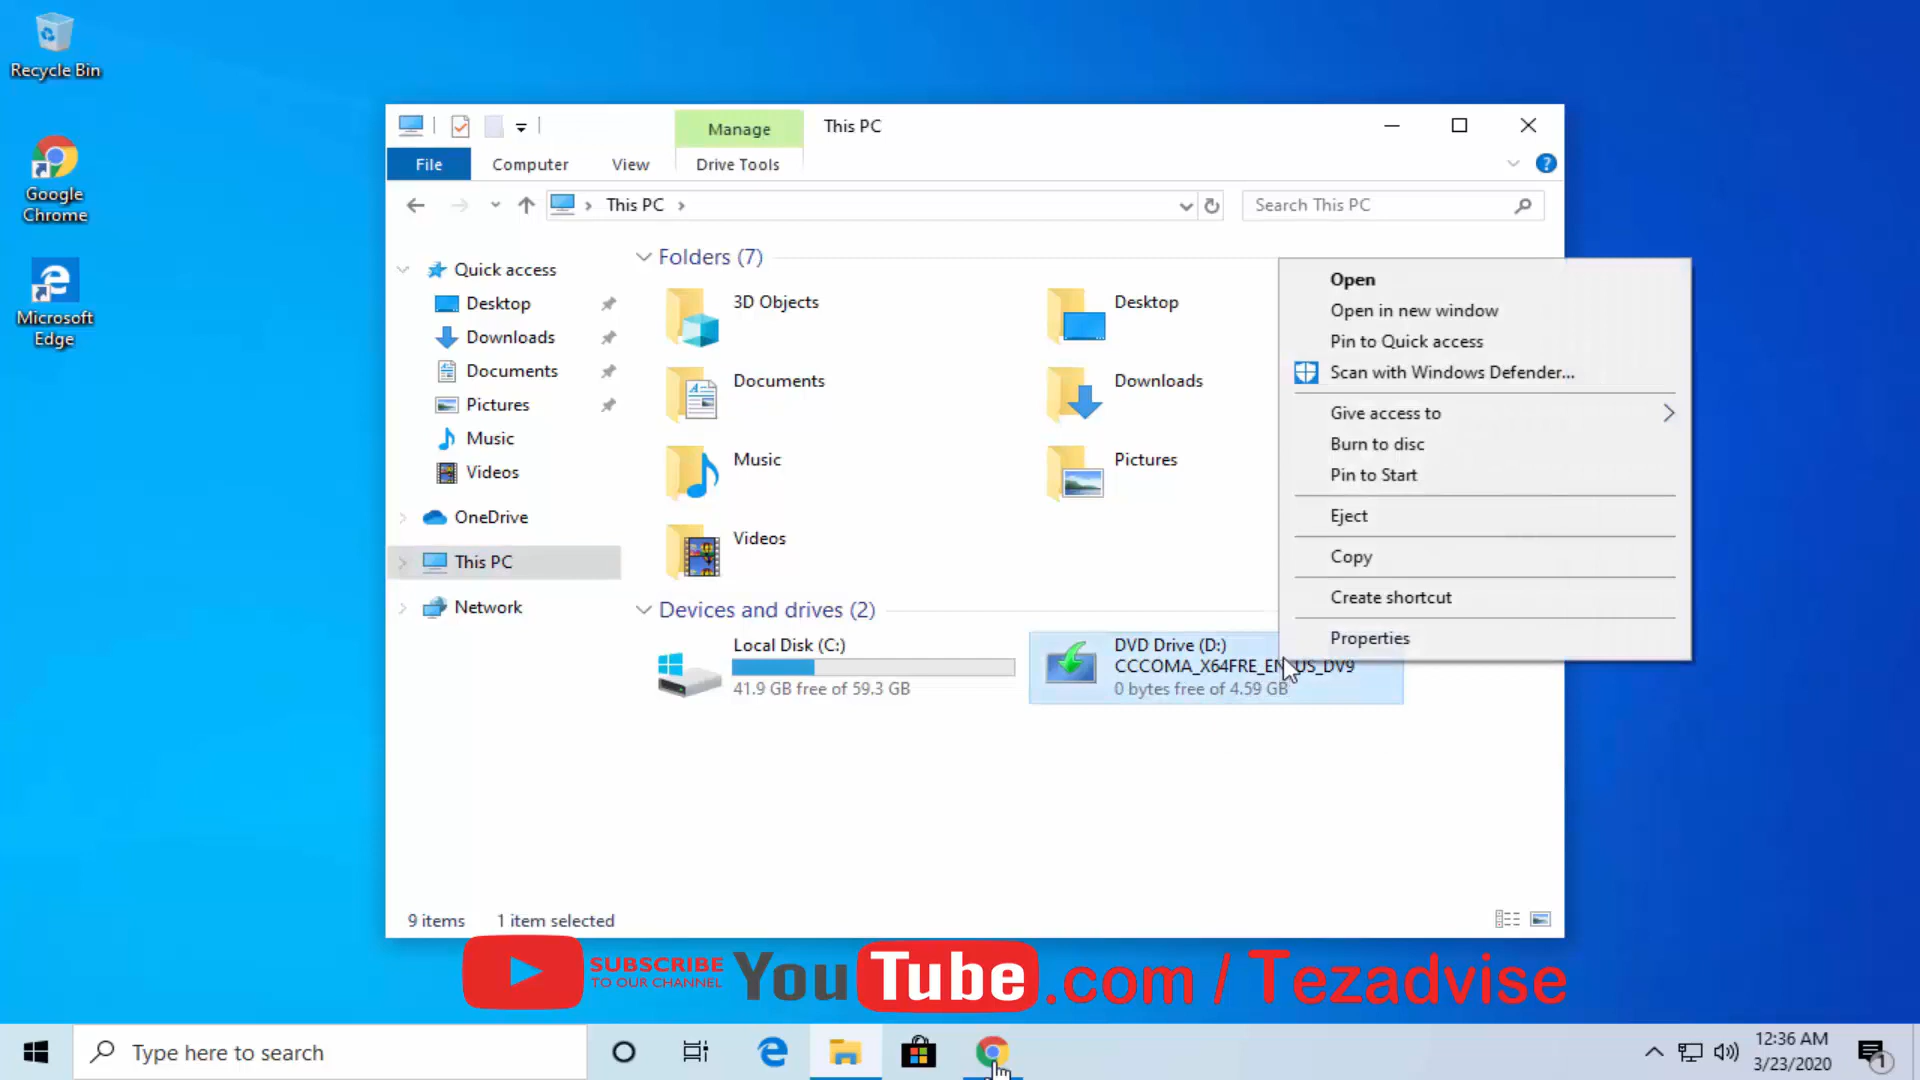 Recycle Bin
Google
Chrome
Microsoft
Edge
Manage
This PC
File
Computer
View
Drive Tools
This PC
Search This PC
Quick access
Desktop
Downloads
Documents
Pictures
Music
Videos
OneDrive
This PC
Network
Folders (7)
3D Objects
Desktop
Documents
Downloads
Music
Pictures
Videos
Devices and drives (2)
Local Disk (C:)
41.9 GB free of 59.3 GB
DVD Drive (D:)
CCCOMA_X64FRE_EN-US_DV9
0 bytes free of 4.59 GB
Open
Open in new window
Pin to Quick access
Scan with Windows Defender...
Give access to
Burn to disc
Pin to Start
Eject
Copy
Create shortcut
Properties
9 items
1 item selected
SUBSCRIBE
TO OUR CHANNEL
YouTube.com / Tezadvise
Type here to search
12:36 AM
3/23/2020
1